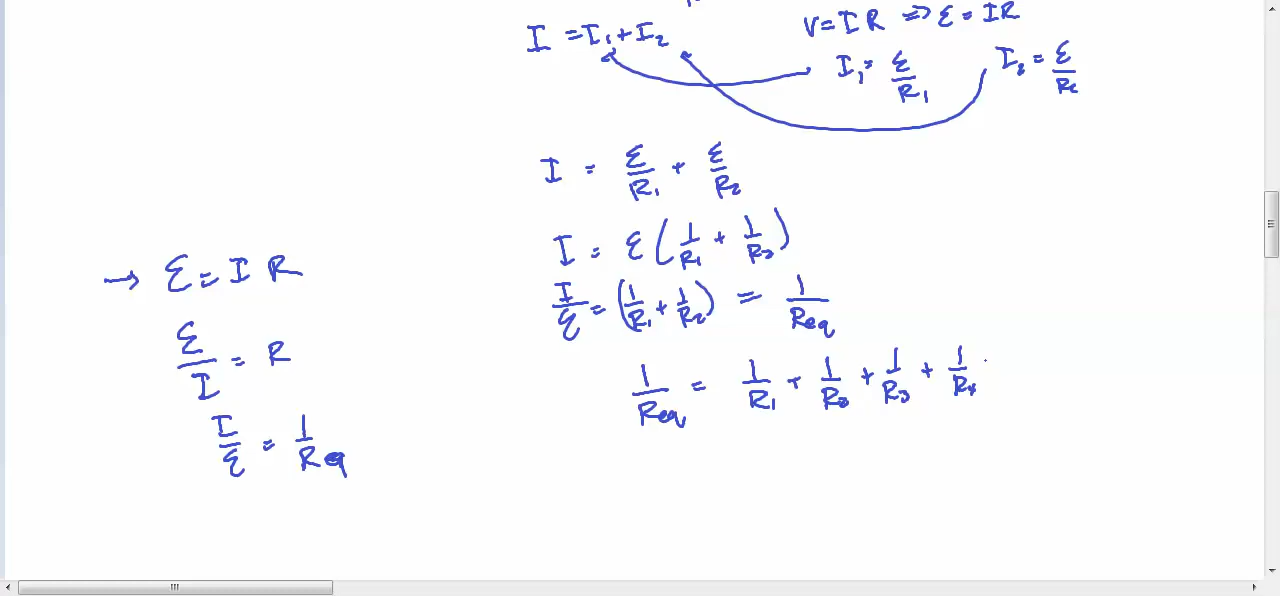 I = I₁ + I₂
V = I R ⇒ ε = IR
I₁ = ε/R₁
I₂ = ε/R₂
I = ε/R₁ + ε/R₂
I = ε(1/R₁ + 1/R₂)
I/ε = (1/R₁ + 1/R₂) = 1/Req
1/Req = 1/R₁ + 1/R₂ + 1/R₃ + 1/R₄
→ ε = I R
ε/I = R
I/ε = 1/Req